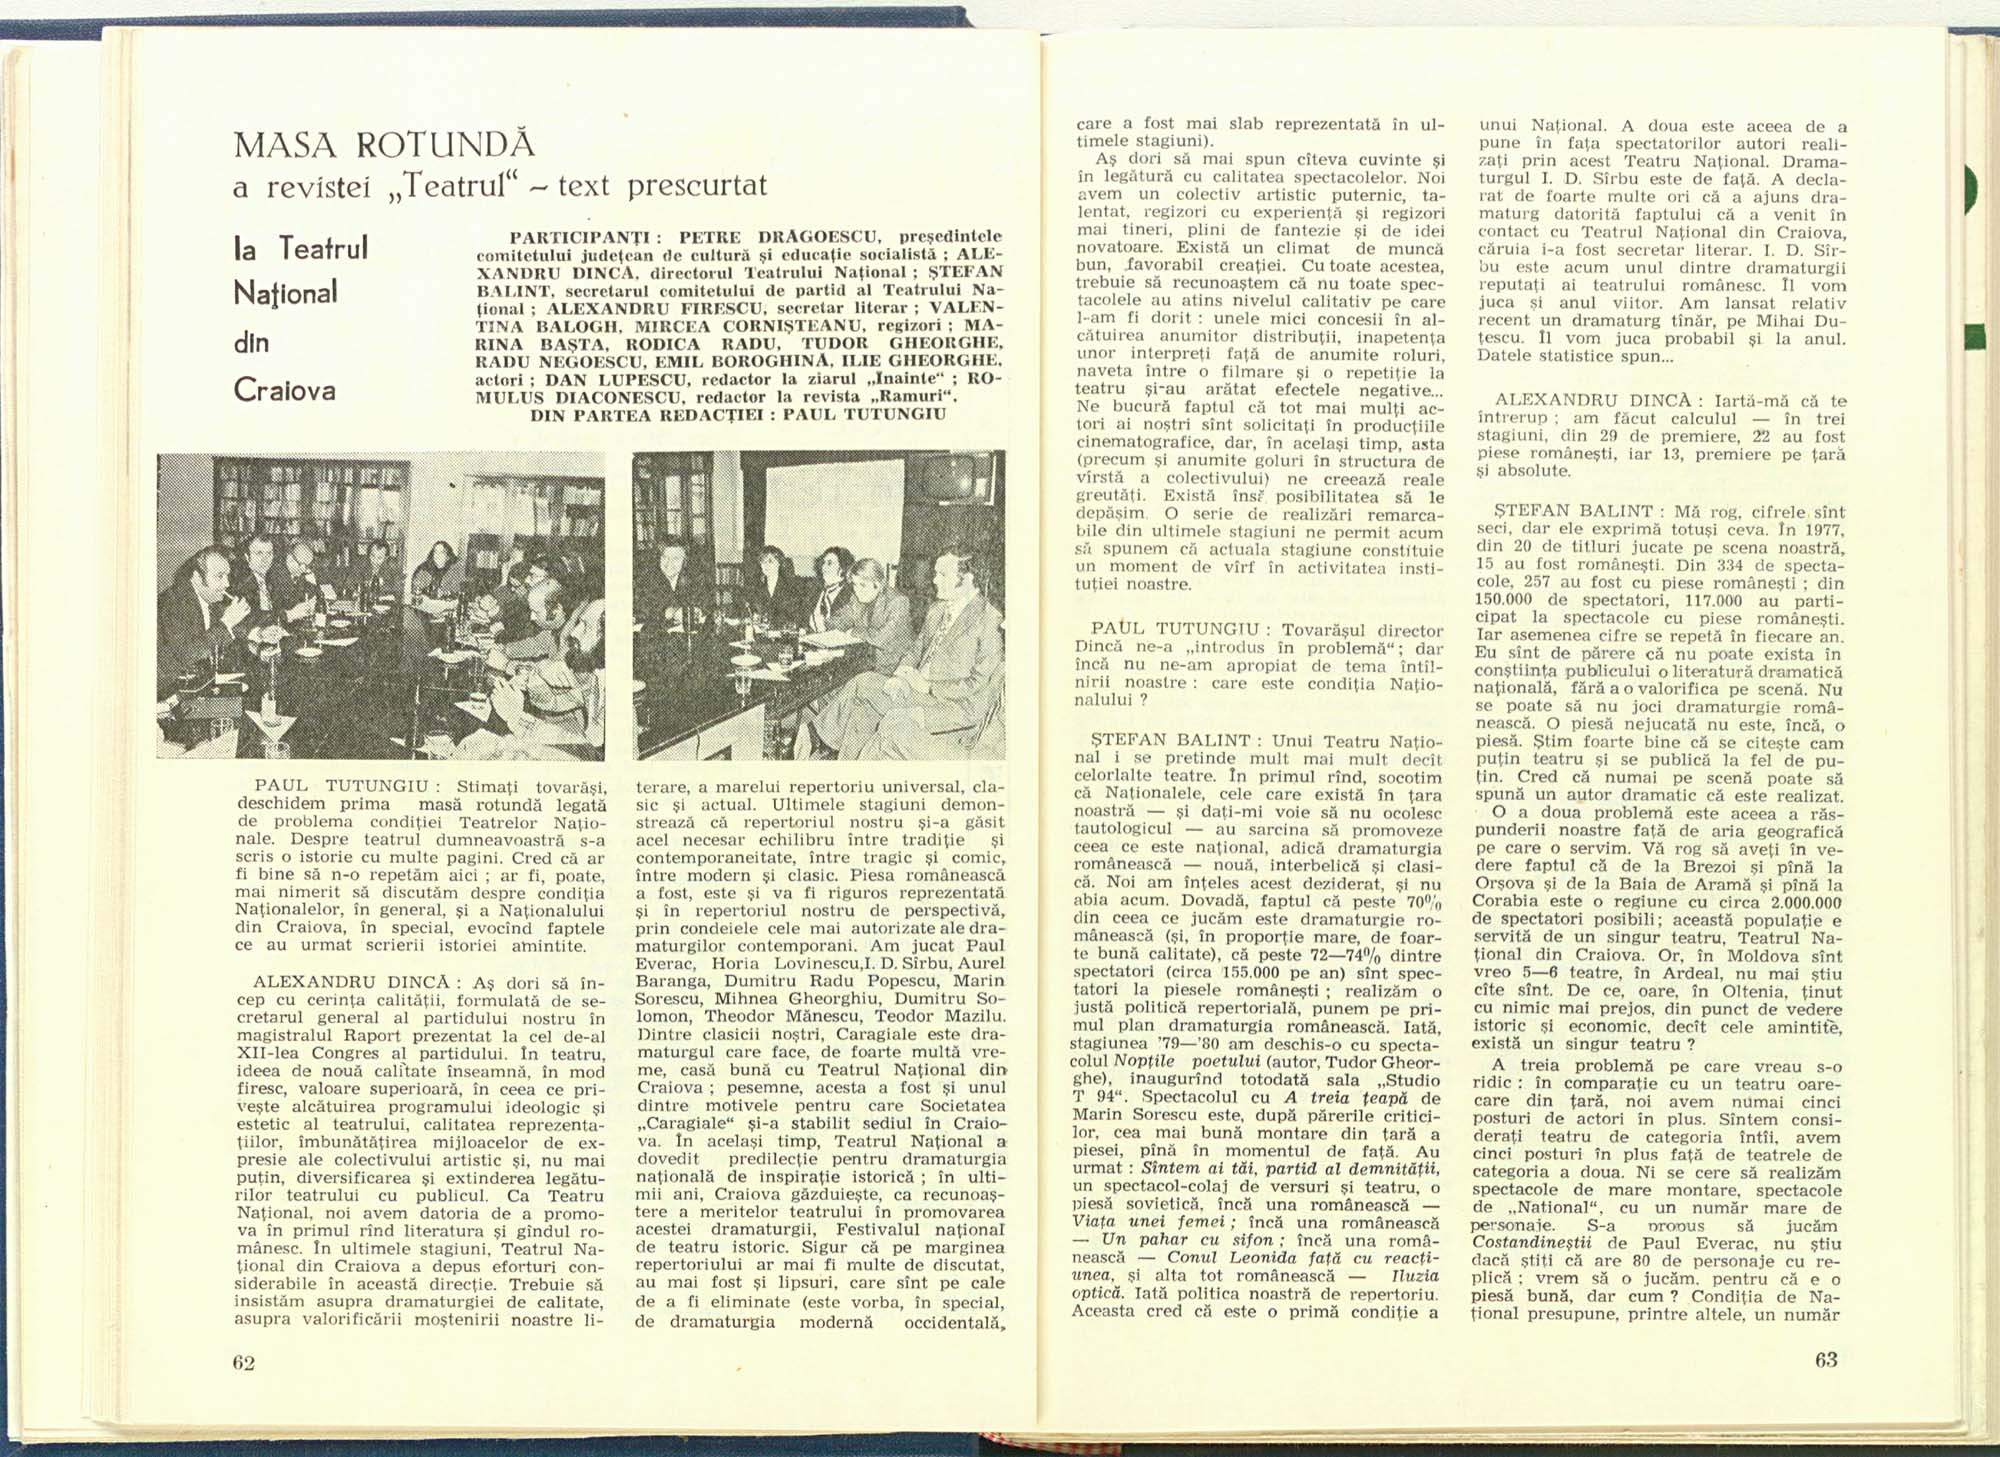 MASA ROTUNDĂ
a revistei „Teatrul“ ~ text prescurtat
la Teatrul
Național
din
Craiova
PARTICIPANȚI : PETRE DRĂGOESCU, președintele
comitetului județean de cultură și educație socialistă ; ALE-
XANDRU DINCĂ, directorul Teatrului Național ; ȘTEFAN
BALINT, secretarul comitetului de partid al Teatrului Na-
țional ; ALEXANDRU FIRESCU, secretar literar ; VALEN-
TINA BALOGH, MIRCEA CORNIȘTEANU, regizori ; MA-
RINA BAȘTA, RODICA RADU, TUDOR GHEORGHE,
RADU NEGOESCU, EMIL BOROGHINĂ, ILIE GHEORGHE,
actori ; DAN LUPESCU, redactor la ziarul „Înainte“ ; RO-
MULUS DIACONESCU, redactor la revista „Ramuri“.
DIN PARTEA REDACȚIEI : PAUL TUTUNGIU
PAUL TUTUNGIU : Stimați tovarăși,
deschidem prima masă rotundă legată
de problema condiției Teatrelor Națio-
nale. Despre teatrul dumneavoastră s-a
scris o istorie cu multe pagini. Cred că ar
fi bine să n-o repetăm aici ; ar fi, poate,
mai nimerit să discutăm despre condiția
Naționalelor, în general, și a Naționalului
din Craiova, în special, evocînd faptele
ce au urmat scrierii istoriei amintite.
ALEXANDRU DINCĂ : Aș dori să în-
cep cu cerința calității, formulată de se-
cretarul general al partidului nostru în
magistralul Raport prezentat la cel de-al
XII-lea Congres al partidului. În teatru,
ideea de nouă calitate înseamnă, în mod
firesc, valoare superioară, în ceea ce pri-
vește alcătuirea programului ideologic și
estetic al teatrului, calitatea reprezenta-
țiilor, îmbunătățirea mijloacelor de ex-
presie ale colectivului artistic și, nu mai
puțin, diversificarea și extinderea legătu-
rilor teatrului cu publicul. Ca Teatru
Național, noi avem datoria de a promo-
va în primul rînd literatura și gîndul ro-
mânesc. În ultimele stagiuni, Teatrul Na-
țional din Craiova a depus eforturi con-
siderabile în această direcție. Trebuie să
insistăm asupra dramaturgiei de calitate,
asupra valorificării moștenirii noastre li-
terare, a marelui repertoriu universal, cla-
sic și actual. Ultimele stagiuni demon-
strează că repertoriul nostru și-a găsit
acel necesar echilibru între tradiție și
contemporaneitate, între tragic și comic,
între modern și clasic. Piesa românească
a fost, este și va fi riguros reprezentată
și în repertoriul nostru de perspectivă,
prin condeiele cele mai autorizate ale dra-
maturgilor contemporani. Am jucat Paul
Everac, Horia Lovinescu,I. D. Sîrbu, Aurel
Baranga, Dumitru Radu Popescu, Marin
Sorescu, Mihnea Gheorghiu, Dumitru So-
lomon, Theodor Mănescu, Teodor Mazilu.
Dintre clasicii noștri, Caragiale este dra-
maturgul care face, de foarte multă vre-
me, casă bună cu Teatrul Național din
Craiova ; pesemne, acesta a fost și unul
dintre motivele pentru care Societatea
„Caragiale“ și-a stabilit sediul în Craio-
va. În același timp, Teatrul Național a
dovedit predilecție pentru dramaturgia
națională de inspirație istorică ; în ulti-
mii ani, Craiova găzduiește, ca recunoaș-
tere a meritelor teatrului în promovarea
acestei dramaturgii, Festivalul național
de teatru istoric. Sigur că pe marginea
repertoriului ar mai fi multe de discutat,
au mai fost și lipsuri, care sînt pe cale
de a fi eliminate (este vorba, în special,
de dramaturgia modernă occidentală,
62
care a fost mai slab reprezentată în ul-
timele stagiuni).
Aș dori să mai spun cîteva cuvinte și
în legătură cu calitatea spectacolelor. Noi
avem un colectiv artistic puternic, ta-
lentat, regizori cu experiență și regizori
mai tineri, plini de fantezie și de idei
novatoare. Există un climat de muncă
bun, favorabil creației. Cu toate acestea,
trebuie să recunoaștem că nu toate spec-
tacolele au atins nivelul calitativ pe care
l-am fi dorit : unele mici concesii în al-
cătuirea anumitor distribuții, inapetența
unor interpreți față de anumite roluri,
naveta între o filmare și o repetiție la
teatru și-au arătat efectele negative...
Ne bucură faptul că tot mai mulți ac-
tori ai noștri sînt solicitați în producțiile
cinematografice, dar, în același timp, asta
(precum și anumite goluri în structura de
vîrstă a colectivului) ne creează reale
greutăți. Există însă posibilitatea să le
depășim. O serie de realizări remarca-
bile din ultimele stagiuni ne permit acum
să spunem că actuala stagiune constituie
un moment de vîrf în activitatea insti-
tuției noastre.
PAUL TUTUNGIU : Tovarășul director
Dincă ne-a „introdus în problemă“ ; dar
încă nu ne-am apropiat de tema întîl-
nirii noastre : care este condiția Națio-
nalului ?
ȘTEFAN BALINT : Unui Teatru Națio-
nal i se pretinde mult mai mult decît
celorlalte teatre. În primul rînd, socotim
că Naționalele, cele care există în țara
noastră — și dați-mi voie să nu ocolesc
tautologicul — au sarcina să promoveze
ceea ce este național, adică dramaturgia
românească — nouă, interbelică și clasi-
că. Noi am înțeles acest deziderat, și nu
abia acum. Dovadă, faptul că peste 70%
din ceea ce jucăm este dramaturgie ro-
mânească (și, în proporție mare, de foar-
te bună calitate), că peste 72—74% dintre
spectatori (circa 155.000 pe an) sînt spec-
tatori la piesele românești ; realizăm o
justă politică repertorială, punem pe pri-
mul plan dramaturgia românească. Iată,
stagiunea ’79—’80 am deschis-o cu specta-
colul Nopțile poetului (autor, Tudor Gheor-
ghe), inaugurînd totodată sala „Studio
T 94“. Spectacolul cu A treia țeapă de
Marin Sorescu este, după părerile critici-
lor, cea mai bună montare din țară a
piesei, pînă în momentul de față. Au
urmat : Sîntem ai tăi, partid al demnității,
un spectacol-colaj de versuri și teatru, o
piesă sovietică, încă una românească —
Viața unei femei ; încă una românească
— Un pahar cu sifon ; încă una româ-
nească — Conul Leonida față cu reacți-
unea, și alta tot românească — Iluzia
optică. Iată politica noastră de repertoriu.
Aceasta cred că este o primă condiție a
unui Național. A doua este aceea de a
pune în fața spectatorilor autori reali-
zați prin acest Teatru Național. Drama-
turgul I. D. Sîrbu este de față. A decla-
rat de foarte multe ori că a ajuns dra-
maturg datorită faptului că a venit în
contact cu Teatrul Național din Craiova,
căruia i-a fost secretar literar. I. D. Sîr-
bu este acum unul dintre dramaturgii
reputați ai teatrului românesc. Îl vom
juca și anul viitor. Am lansat relativ
recent un dramaturg tînăr, pe Mihai Du-
țescu. Îl vom juca probabil și la anul.
Datele statistice spun...
ALEXANDRU DINCĂ : Iartă-mă că te
întrerup ; am făcut calculul — în trei
stagiuni, din 29 de premiere, 22 au fost
piese românești, iar 13, premiere pe țară
și absolute.
ȘTEFAN BALINT : Mă rog, cifrele sînt
seci, dar ele exprimă totuși ceva. În 1977,
din 20 de titluri jucate pe scena noastră,
15 au fost românești. Din 334 de specta-
cole, 257 au fost cu piese românești ; din
150.000 de spectatori, 117.000 au parti-
cipat la spectacole cu piese românești.
Iar asemenea cifre se repetă în fiecare an.
Eu sînt de părere că nu poate exista în
conștiința publicului o literatură dramatică
națională, fără a o valorifica pe scenă. Nu
se poate să nu joci dramaturgie româ-
nească. O piesă nejucată nu este, încă, o
piesă. Știm foarte bine că se citește cam
puțin teatru și se publică la fel de pu-
țin. Cred că numai pe scenă poate să
spună un autor dramatic că este realizat.
O a doua problemă este aceea a răs-
punderii noastre față de aria geografică
pe care o servim. Vă rog să aveți în ve-
dere faptul că de la Brezoi și pînă la
Orșova și de la Baia de Aramă și pînă la
Corabia este o regiune cu circa 2.000.000
de spectatori posibili ; această populație e
servită de un singur teatru, Teatrul Na-
țional din Craiova. Or, în Moldova sînt
vreo 5—6 teatre, în Ardeal, nu mai știu
cîte sînt. De ce, oare, în Oltenia, ținut
cu nimic mai prejos, din punct de vedere
istoric și economic, decît cele amintite,
există un singur teatru ?
A treia problemă pe care vreau s-o
ridic : în comparație cu un teatru oare-
care din țară, noi avem numai cinci
posturi de actori în plus. Sîntem consi-
derați teatru de categoria întîi, avem
cinci posturi în plus față de teatrele de
categoria a doua. Ni se cere să realizăm
spectacole de mare montare, spectacole
de „National“, cu un număr mare de
personaje. S-a propus să jucăm
Costandineștii de Paul Everac, nu știu
dacă știți că are 80 de personaje cu re-
plică ; vrem să o jucăm. pentru că e o
piesă bună, dar cum ? Condiția de Na-
țional presupune, printre altele, un număr
63